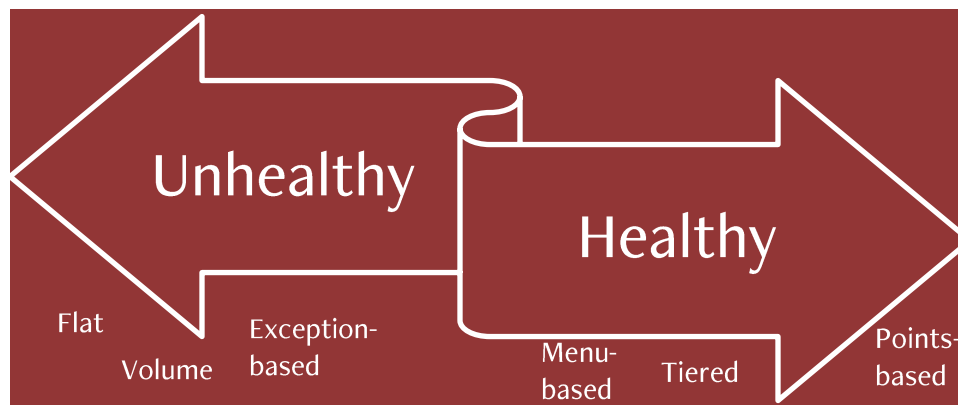 Unhealthy
Healthy
Flat
Volume
Exception-
based
Menu-
based
Tiered
Points-
based